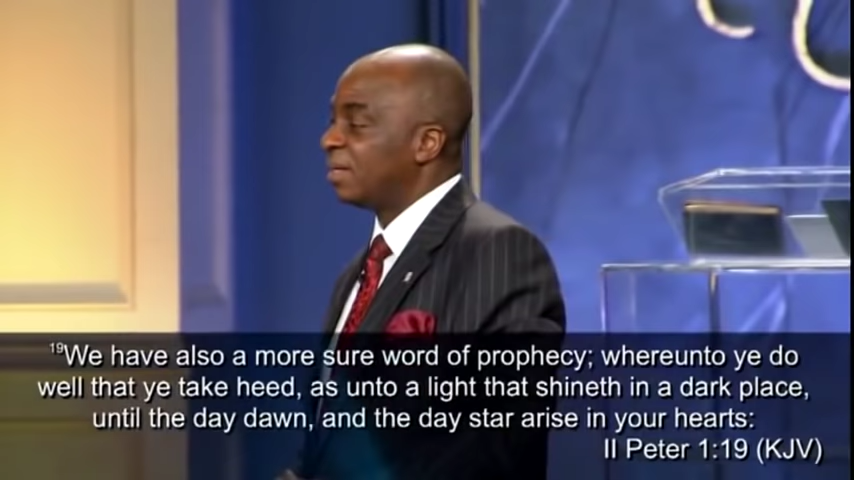 ¹⁹We have also a more sure word of prophecy; whereunto ye do
well that ye take heed, as unto a light that shineth in a dark place,
until the day dawn, and the day star arise in your hearts:
II Peter 1:19 (KJV)